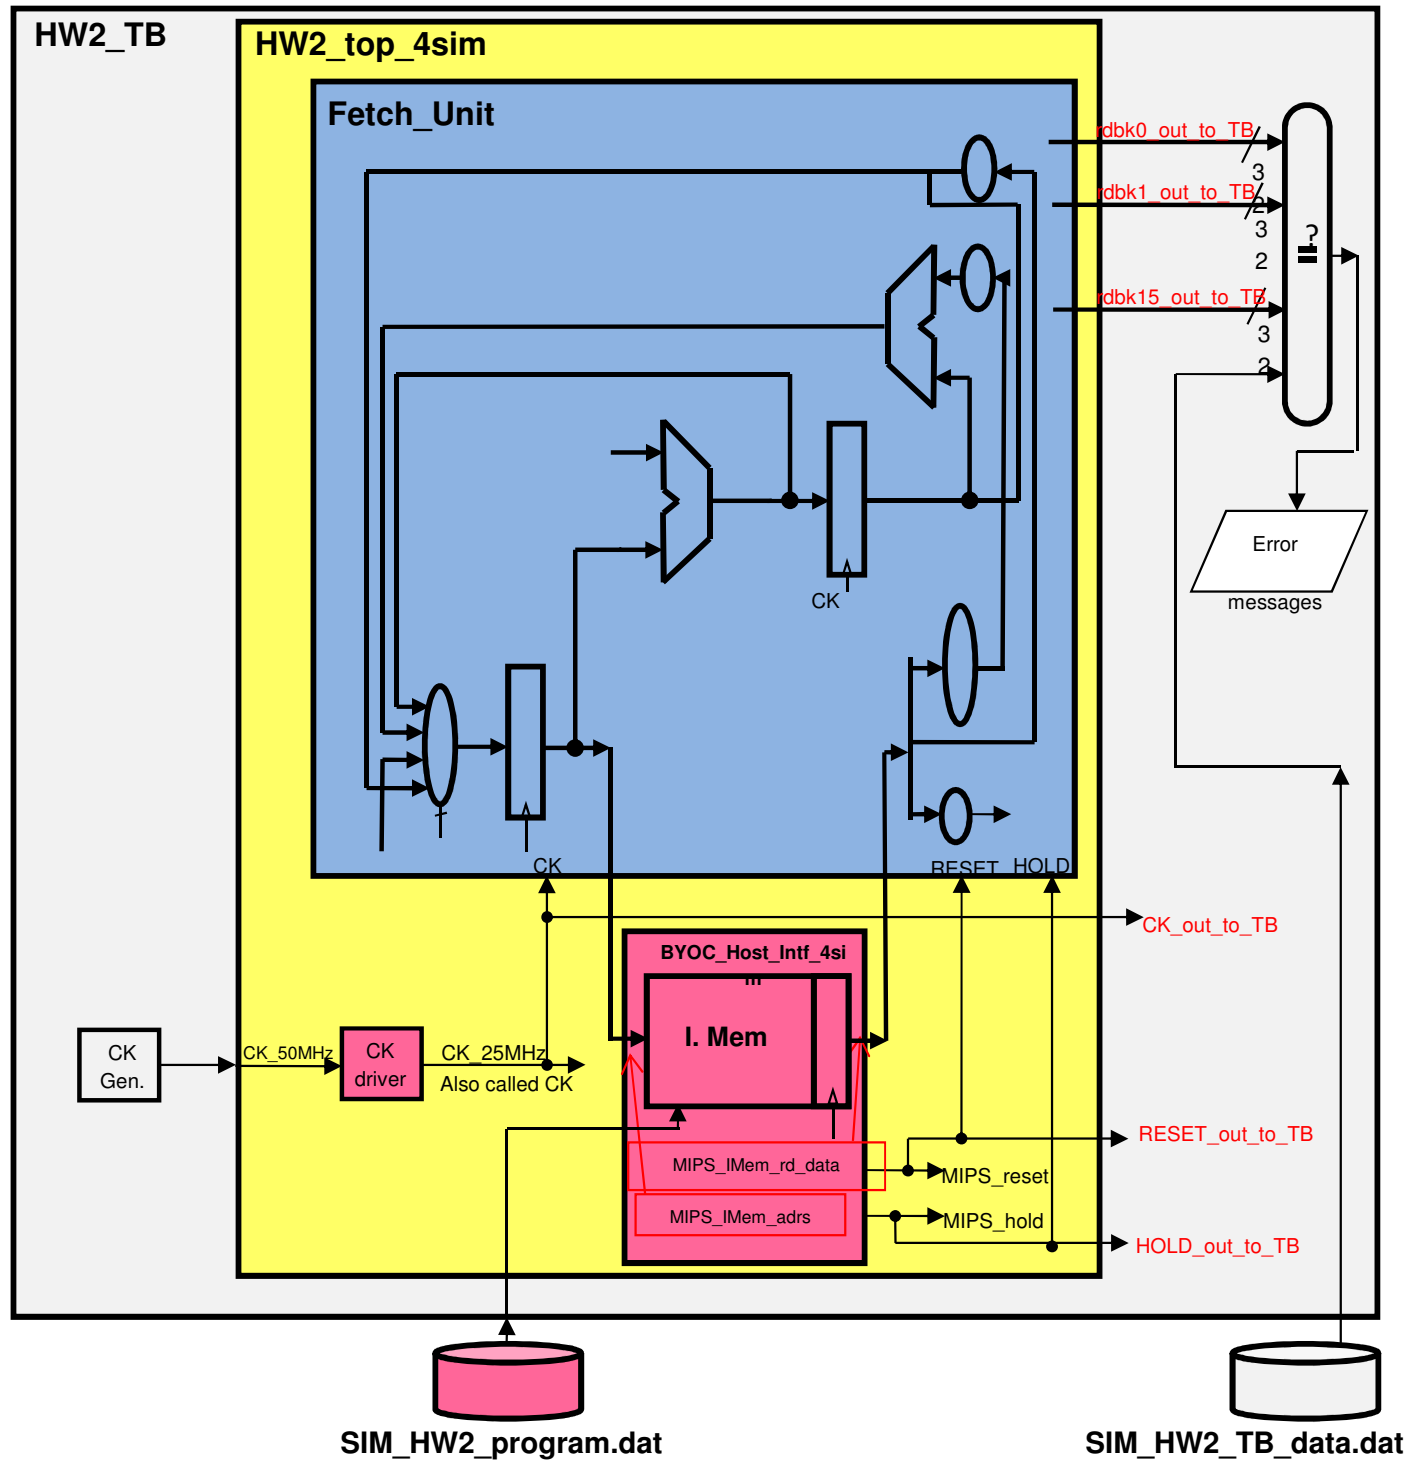 HW2_TB
HW2_top_4sim
Fetch_Unit
rdbk0_out_to_TB
3
2
rdbk1_out_to_TB
3
2
rdbk15_out_to_TB
3
2
=?
Error
messages
CK
CK
RESET
HOLD
CK_out_to_TB
BYOC_Host_Intf_4si
m
I. Mem
CK
Gen.
CK_50MHz
CK
driver
CK_25MHz
Also called CK
MIPS_IMem_rd_data
MIPS_reset
RESET_out_to_TB
MIPS_IMem_adrs
MIPS_hold
HOLD_out_to_TB
SIM_HW2_program.dat
SIM_HW2_TB_data.dat